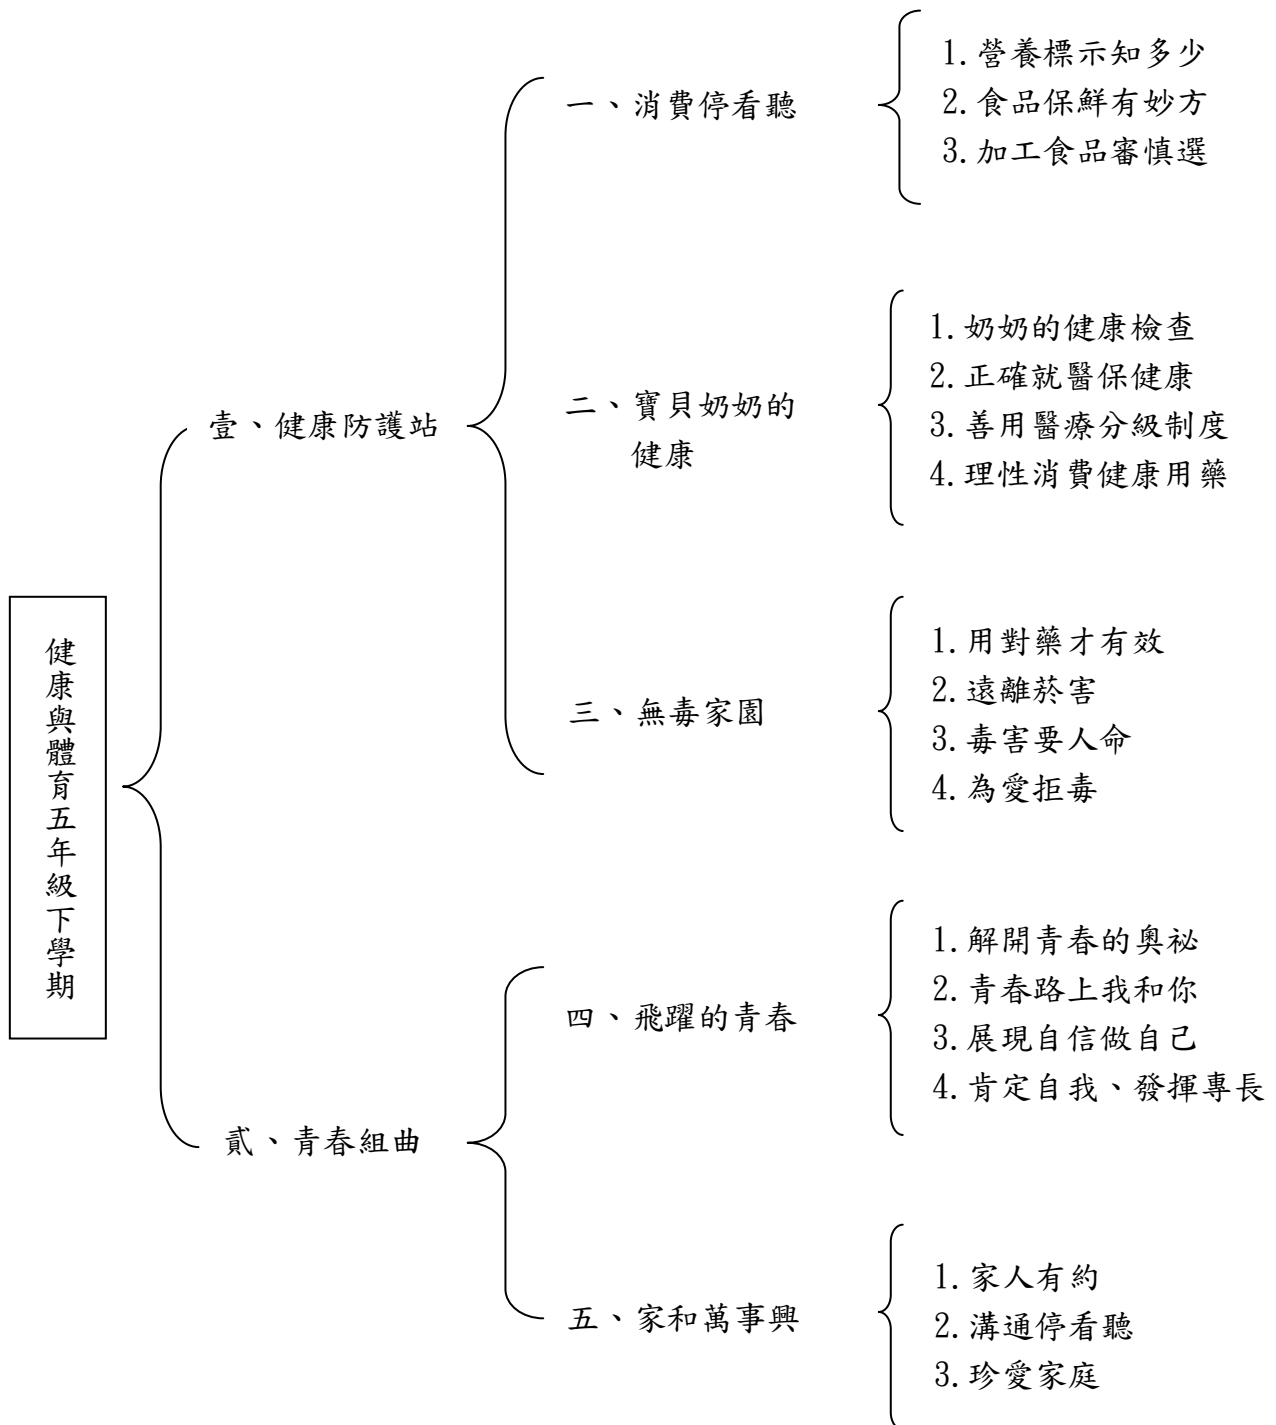 健康與體育五年級下學期
壹、健康防護站
一、消費停看聽
1.營養標示知多少
2.食品保鮮有妙方
3.加工食品審慎選
二、寶貝奶奶的
健康
1.奶奶的健康檢查
2.正確就醫保健康
3.善用醫療分級制度
4.理性消費健康用藥
三、無毒家園
1.用對藥才有效
2.遠離菸害
3.毒害要人命
4.為愛拒毒
貳、青春組曲
四、飛躍的青春
1.解開青春的奧祕
2.青春路上我和你
3.展現自信做自己
4.肯定自我、發揮專長
五、家和萬事興
1.家人有約
2.溝通停看聽
3.珍愛家庭